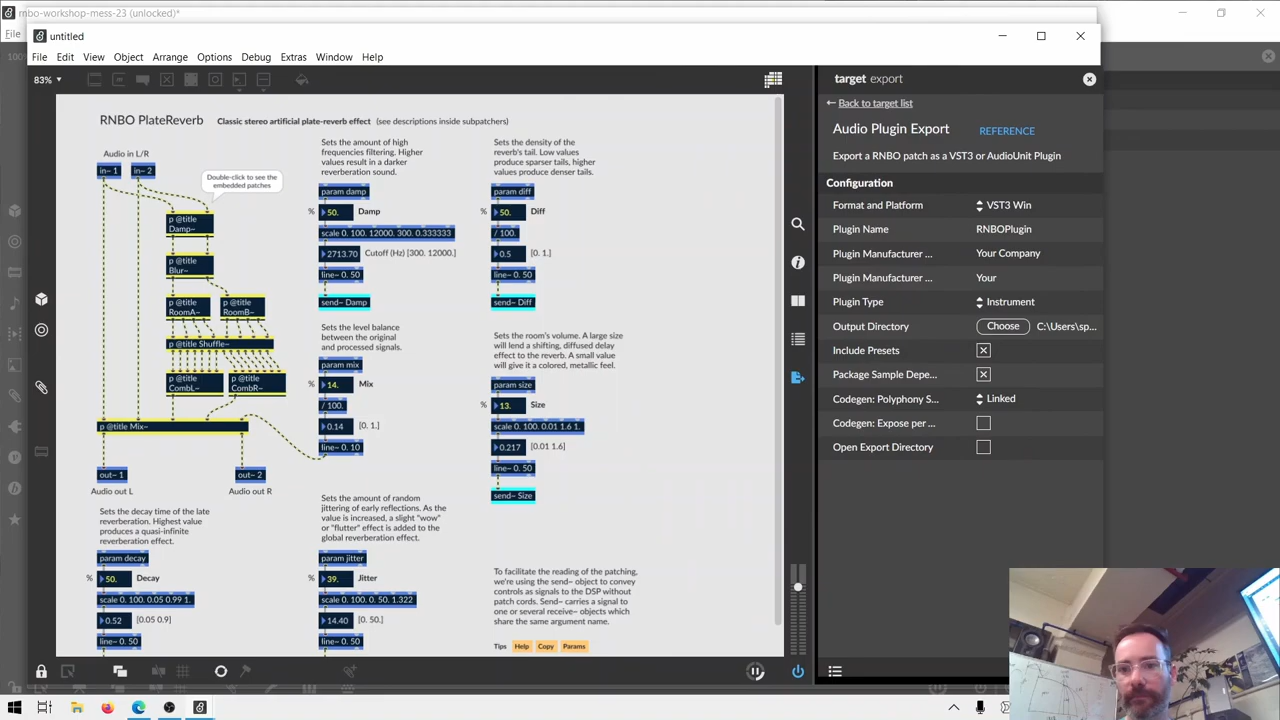 rnbo-workshop-mess-23 (unlocked)*
File
untitled
File Edit View Object Arrange Options Debug Extras Window Help
100%
83%
RNBO PlateReverb Classic stereo artificial plate-reverb effect (see descriptions inside subpatchers)
Audio in L/R
in~ 1 in~ 2
Double-click to see the
embedded patches
p @title
Damp~
p @title
Blur~
p @title
RoomA~
p @title
RoomB~
p @title Shuffle~
p @title
CombL~
p @title
CombR~
p @title Mix~
out~ 1 out~ 2
Audio out L Audio out R
Sets the decay time of the late
reverberation. Highest value
produces a quasi-infinite
reverberation effect.
param decay
% 50. Decay
scale 0. 100. 0.05 0.99 1.
0.52 [0.05 0.9]
line~ 0. 50
Sets the amount of high
frequencies filtering. Higher
values result in a darker
reverberation sound.
param damp
% 50. Damp
scale 0. 100. 12000. 300. 0.333333
2713.70 Cutoff (Hz) [300. 12000.]
line~ 0. 50
send~ Damp
Sets the level balance
between the original
and processed signals.
param mix
% 14. Mix
/ 100.
0.14 [0. 1.]
line~ 0. 10
Sets the amount of random
jittering of early reflections. As the
value is increased, a slight "wow"
or "flutter" effect is added to the
global reverberation effect.
param jitter
% 39. Jitter
scale 0. 100. 0. 50. 1.322
14.40 [0. 50.]
line~ 0. 50
Sets the density of the
reverb's tail. Low values
produce sparser tails, higher
values produce denser tails.
param diff
% 50. Diff
/ 100.
0.5 [0. 1.]
line~ 0. 50
send~ Diff
Sets the room's volume. A large size
will lend a shifting, diffused delay
effect to the reverb. A small value
will give it a colored, metallic feel.
param size
% 13. Size
scale 0. 100. 0.01 1.6 1.
0.217 [0.01 1.6]
line~ 0. 50
send~ Size
To facilitate the reading of the patching,
we're using the send~ object to convey
controls as signals to the DSP without
patch cords. Send~ carries a signal to
one or several receive~ objects which
share the same argument name.
Tips Help Copy Params
target export
Back to target list
Audio Plugin Export REFERENCE
Export a RNBO patch as a VST3 or AudioUnit Plugin
Configuration
Format and Platform VST3 Win
Plugin Name RNBOPlugin
Plugin Manufacturer ... Your Company
Plugin Manufacturer ... Your
Plugin Type Instrument
Output Directory Choose C:\Users\sp...
Include Presets
Package Sample Depe...
Codegen: Polyphony S... Linked
Codegen: Expose per ...
Open Export Directory